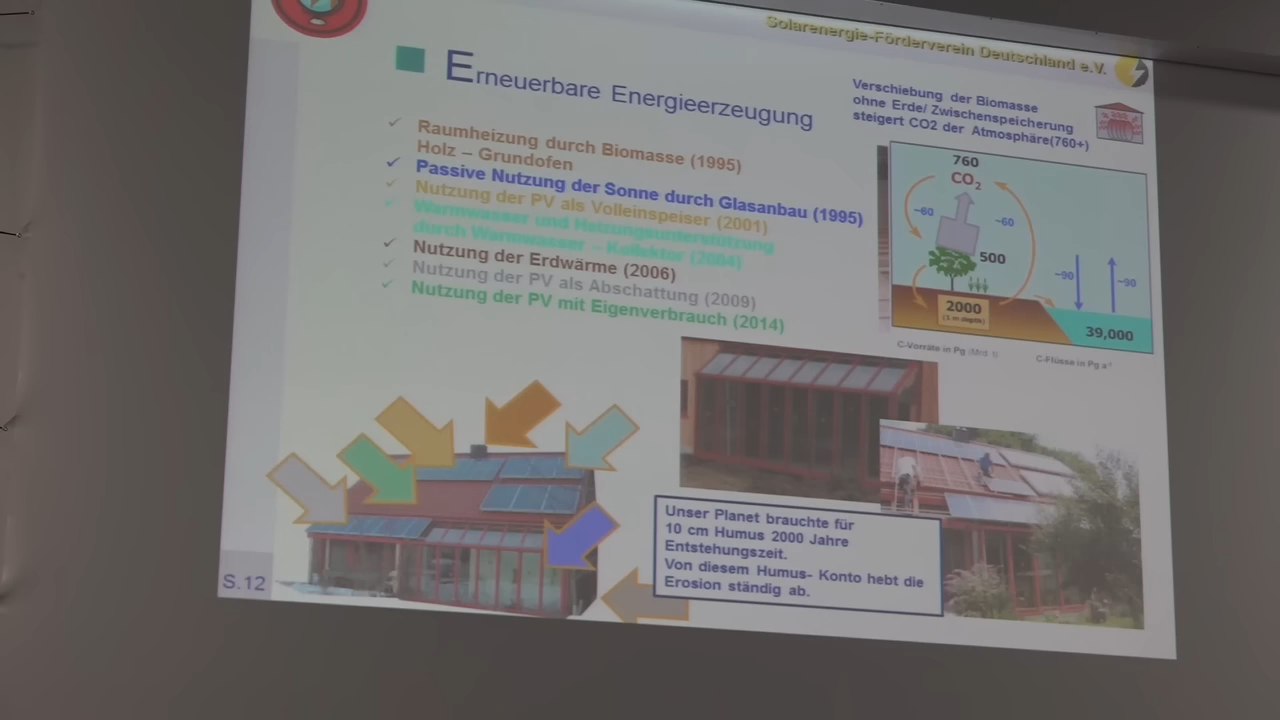 Solarenergie-Förderverein Deutschland e.V.
Erneuerbare Energieerzeugung
Verschiebung der Biomasse
ohne Erde/ Zwischenspeicherung
steigert CO2 der Atmosphäre(760+)
Raumheizung durch Biomasse (1995)
Holz – Grundofen
Passive Nutzung der Sonne durch Glasanbau (1995)
Nutzung der PV als Volleinspeiser (2001)
Warmwasser und Heizungsunterstützung
durch Warmwasser – Kollektor (2004)
Nutzung der Erdwärme (2006)
Nutzung der PV als Abschattung (2009)
Nutzung der PV mit Eigenverbrauch (2014)
760
CO2
~60
~60
500
~90
~90
2000
(1 m depth)
39,000
C-Vorräte in Pg (Mrd. t)
C-Flüsse in Pg a⁻¹
Unser Planet brauchte für
10 cm Humus 2000 Jahre
Entstehungszeit.
Von diesem Humus- Konto hebt die
Erosion ständig ab.
S.12